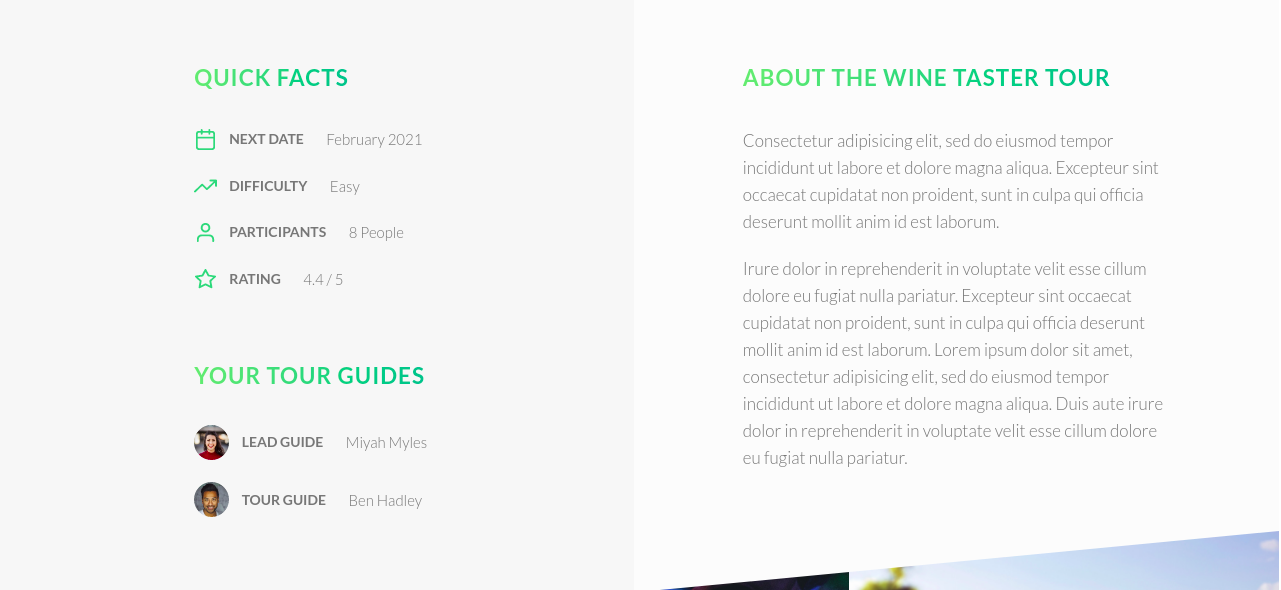 QUICK FACTS
NEXT DATE February 2021
DIFFICULTY Easy
PARTICIPANTS 8 People
RATING 4.4 / 5
YOUR TOUR GUIDES
LEAD GUIDE Miyah Myles
TOUR GUIDE Ben Hadley
ABOUT THE WINE TASTER TOUR
Consectetur adipisicing elit, sed do eiusmod tempor
incididunt ut labore et dolore magna aliqua. Excepteur sint
occaecat cupidatat non proident, sunt in culpa qui officia
deserunt mollit anim id est laborum.
Irure dolor in reprehenderit in voluptate velit esse cillum
dolore eu fugiat nulla pariatur. Excepteur sint occaecat
cupidatat non proident, sunt in culpa qui officia deserunt
mollit anim id est laborum. Lorem ipsum dolor sit amet,
consectetur adipisicing elit, sed do eiusmod tempor
incididunt ut labore et dolore magna aliqua. Duis aute irure
dolor in reprehenderit in voluptate velit esse cillum dolore
eu fugiat nulla pariatur.